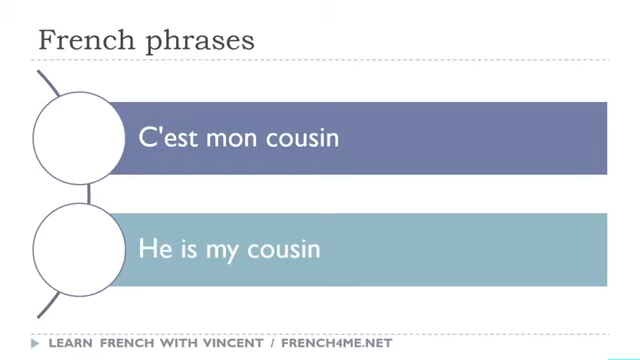 French phrases
C'est mon cousin
He is my cousin
LEARN FRENCH WITH VINCENT / FRENCH4ME.NET